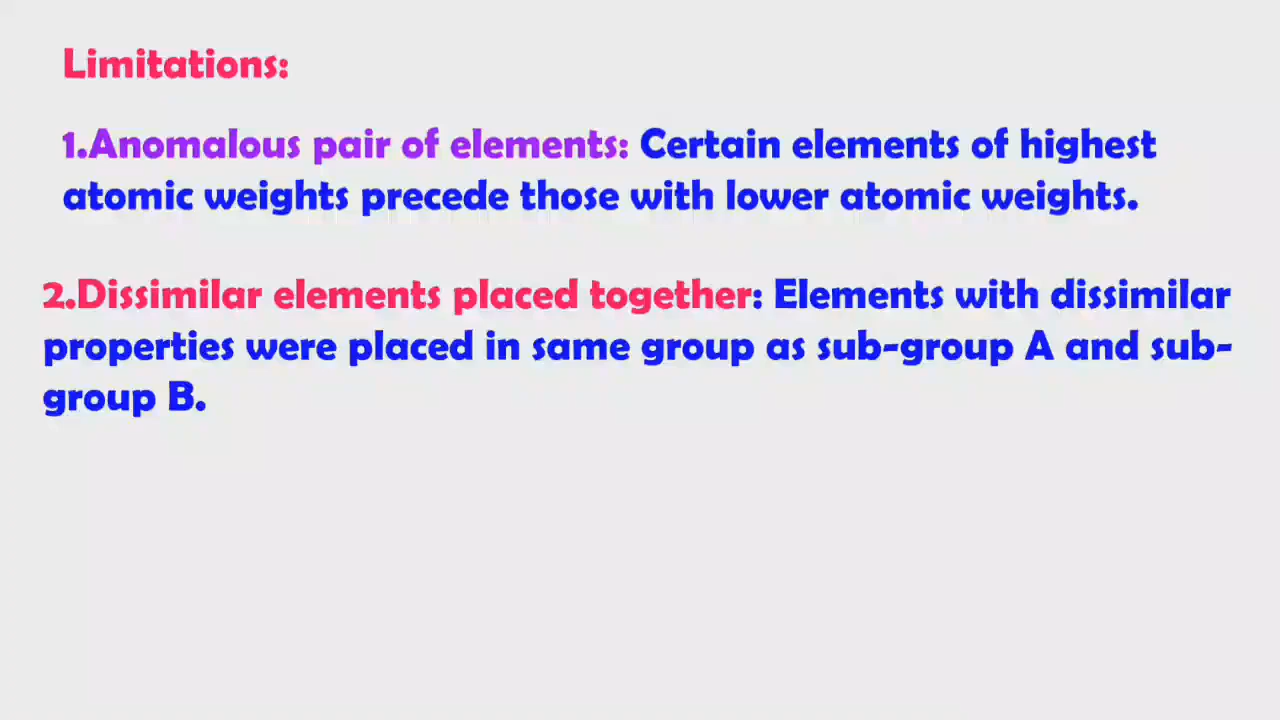 Limitations:
1.Anomalous pair of elements: Certain elements of highest
atomic weights precede those with lower atomic weights.
2.Dissimilar elements placed together: Elements with dissimilar
properties were placed in same group as sub-group A and sub-
group B.